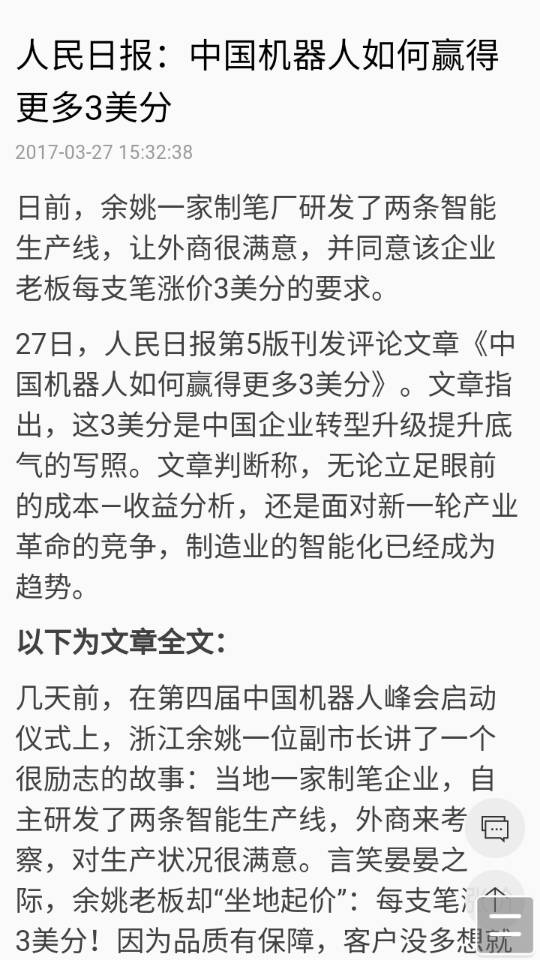 人民日报：中国机器人如何赢得
更多3美分
2017-03-27 15:32:38
日前，余姚一家制笔厂研发了两条智能
生产线，让外商很满意，并同意该企业
老板每支笔涨价3美分的要求。
27日，人民日报第5版刊发评论文章《中
国机器人如何赢得更多3美分》。文章指
出，这3美分是中国企业转型升级提升底
气的写照。文章判断称，无论立足眼前
的成本—收益分析，还是面对新一轮产业
革命的竞争，制造业的智能化已经成为
趋势。
以下为文章全文：
几天前，在第四届中国机器人峰会启动
仪式上，浙江余姚一位副市长讲了一个
很励志的故事：当地一家制笔企业，自
主研发了两条智能生产线，外商来考
察，对生产状况很满意。言笑晏晏之
际，余姚老板却“坐地起价”：每支笔涨价
3美分！因为品质有保障，客户没多想就